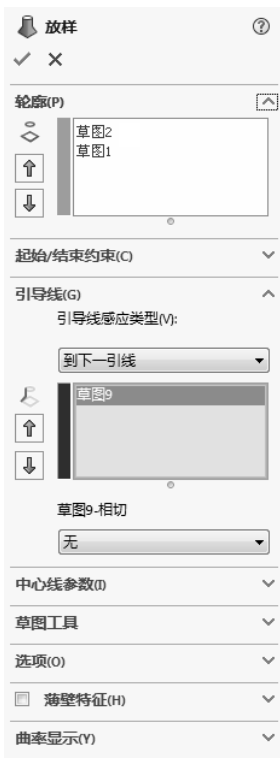 放样
轮廓(P)
草图2
草图1
起始/结束约束(C)
引导线(G)
引导线感应类型(V):
到下一引线
草图9
草图9-相切
无
中心线参数(I)
草图工具
选项(O)
薄壁特征(H)
曲率显示(Y)